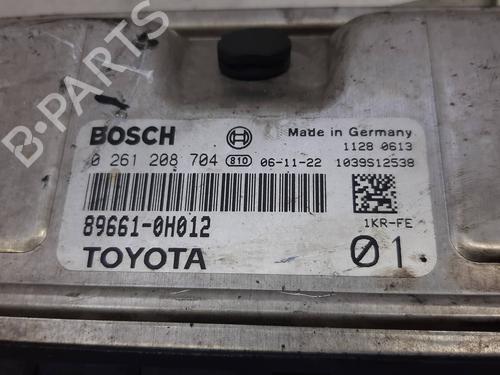 B-PARTS
BOSCH
Made in Germany
1128 0613
0 261 208 704 810 06-11-22 1039S12538
89661-0H012
1KR-FE
TOYOTA
01